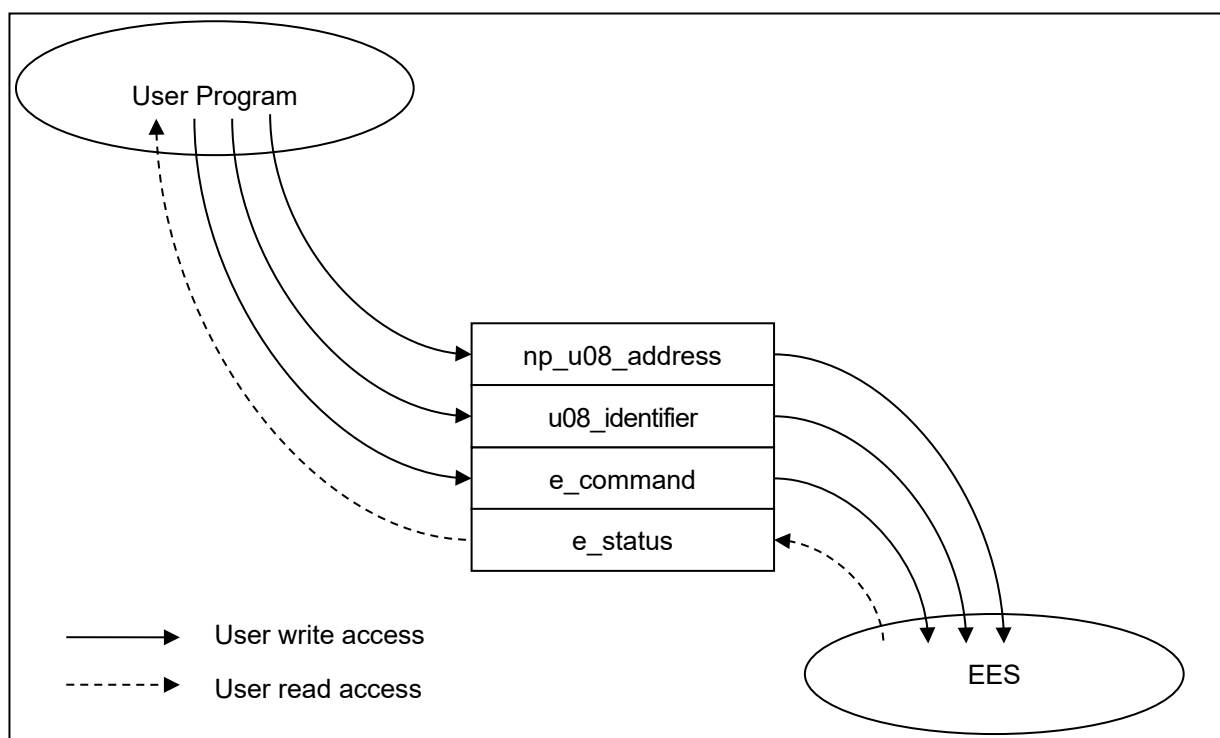 User Program
np_u08_address
u08_identifier
e_command
e_status
User write access
User read access
EES